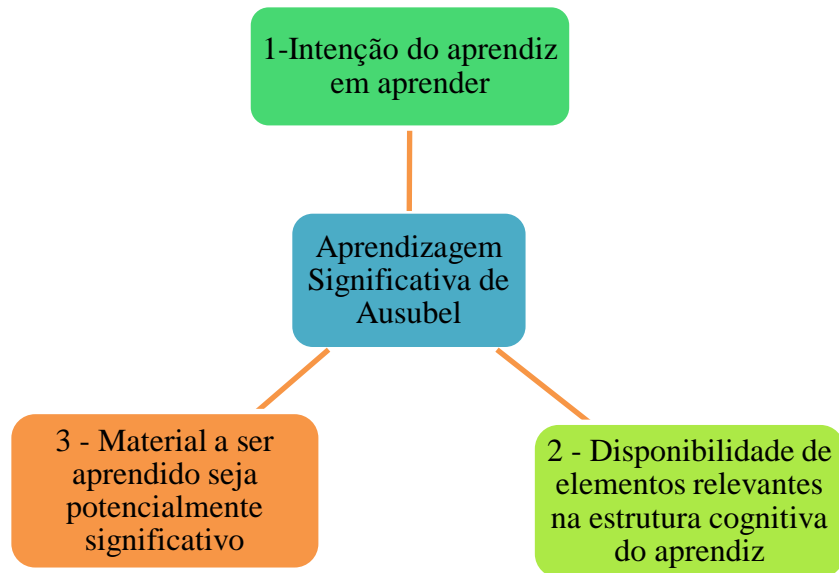 1-Intenção do aprendiz
em aprender
Aprendizagem
Significativa de
Ausubel
3 - Material a ser
aprendido seja
potencialmente
significativo
2 - Disponibilidade de
elementos relevantes
na estrutura cognitiva
do aprendiz